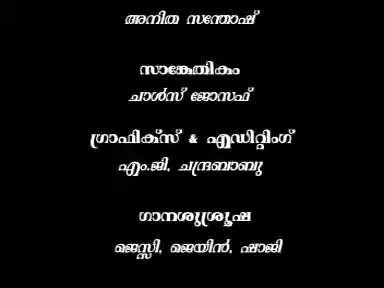 അനിത സന്തോഷ്
സാങ്കേതികം
ചാൾസ് ജോസഫ്
ഗ്രാഫിക്സ് & എഡിറ്റിംഗ്
എം.ജി. ചന്ദ്രബാബു
ഗാനശുശ്രൂഷ
ജെസ്സി, ജെയിൻ, ഷാജി